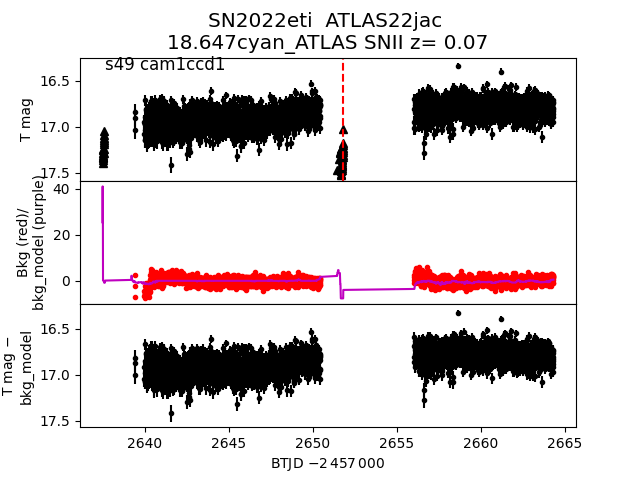 SN2022eti  ATLAS22jac
18.647cyan_ATLAS SNII z= 0.07
s49 cam1ccd1
16.5
17.0
17.5
T mag
40
20
0
Bkg (red)/
bkg_model (purple)
16.5
17.0
17.5
T mag −
bkg_model
2640
2645
2650
2655
2660
2665
BTJD −2 457 000